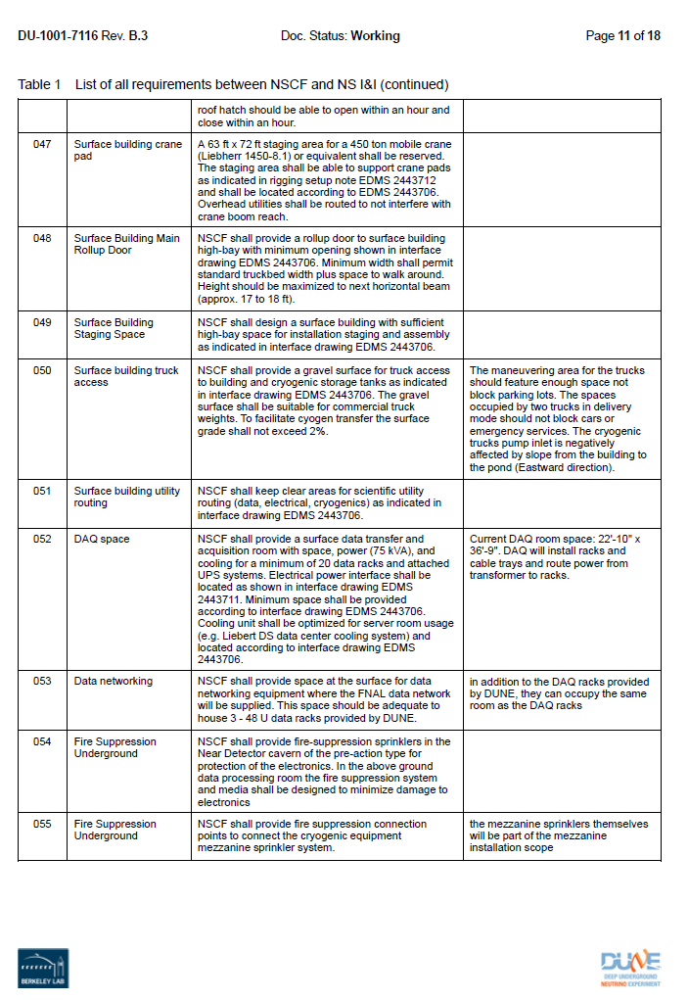 DU-1001-7116 Rev. B.3 Doc. Status: Working Page 11 of 18
Table 1 List of all requirements between NSCF and NS I&I (continued)
roof hatch should be able to open within an hour and
close within an hour.
047
Surface building crane
pad
A 63 ft x 72 ft staging area for a 450 ton mobile crane
(Liebherr 1450-8.1) or equivalent shall be reserved.
The staging area shall be able to support crane pads
as indicated in rigging setup note EDMS 2443712
and shall be located according to EDMS 2443706.
Overhead utilities shall be routed to not interfere with
crane boom reach.
048
Surface Building Main
Rollup Door
NSCF shall provide a rollup door to surface building
high-bay with minimum opening shown in interface
drawing EDMS 2443706. Minimum width shall permit
standard truckbed width plus space to walk around.
Height should be maximized to next horizontal beam
(approx. 17 to 18 ft).
049
Surface Building
Staging Space
NSCF shall design a surface building with sufficient
high-bay space for installation staging and assembly
as indicated in interface drawing EDMS 2443706.
050
Surface building truck
access
NSCF shall provide a gravel surface for truck access
to building and cryogenic storage tanks as indicated
in interface drawing EDMS 2443706. The gravel
surface shall be suitable for commercial truck
weights. To facilitate cyogen transfer the surface
grade shall not exceed 2%.
The maneuvering area for the trucks
should feature enough space not
block parking lots. The spaces
occupied by two trucks in delivery
mode should not block cars or
emergency services. The cryogenic
trucks pump inlet is negatively
affected by slope from the building to
the pond (Eastward direction).
051
Surface building utility
routing
NSCF shall keep clear areas for scientific utility
routing (data, electrical, cryogenics) as indicated in
interface drawing EDMS 2443706.
052
DAQ space
NSCF shall provide a surface data transfer and
acquisition room with space, power (75 kVA), and
cooling for a minimum of 20 data racks and attached
UPS systems. Electrical power interface shall be
located as shown in interface drawing EDMS
2443711. Minimum space shall be provided
according to interface drawing EDMS 2443706.
Cooling unit shall be optimized for server room usage
(e.g. Liebert DS data center cooling system) and
located according to interface drawing EDMS
2443706.
Current DAQ room space: 22'-10" x
36'-9". DAQ will install racks and
cable trays and route power from
transformer to racks.
053
Data networking
NSCF shall provide space at the surface for data
networking equipment where the FNAL data network
will be supplied. This space should be adequate to
house 3 - 48 U data racks provided by DUNE.
in addition to the DAQ racks provided
by DUNE, they can occupy the same
room as the DAQ racks
054
Fire Suppression
Underground
NSCF shall provide fire-suppression sprinklers in the
Near Detector cavern of the pre-action type for
protection of the electronics. In the above ground
data processing room the fire suppression system
and media shall be designed to minimize damage to
electronics
055
Fire Suppression
Underground
NSCF shall provide fire suppression connection
points to connect the cryogenic equipment
mezzanine sprinkler system.
the mezzanine sprinklers themselves
will be part of the mezzanine
installation scope
BERKELEY LAB
DUNE
DEEP UNDERGROUND
NEUTRINO EXPERIMENT